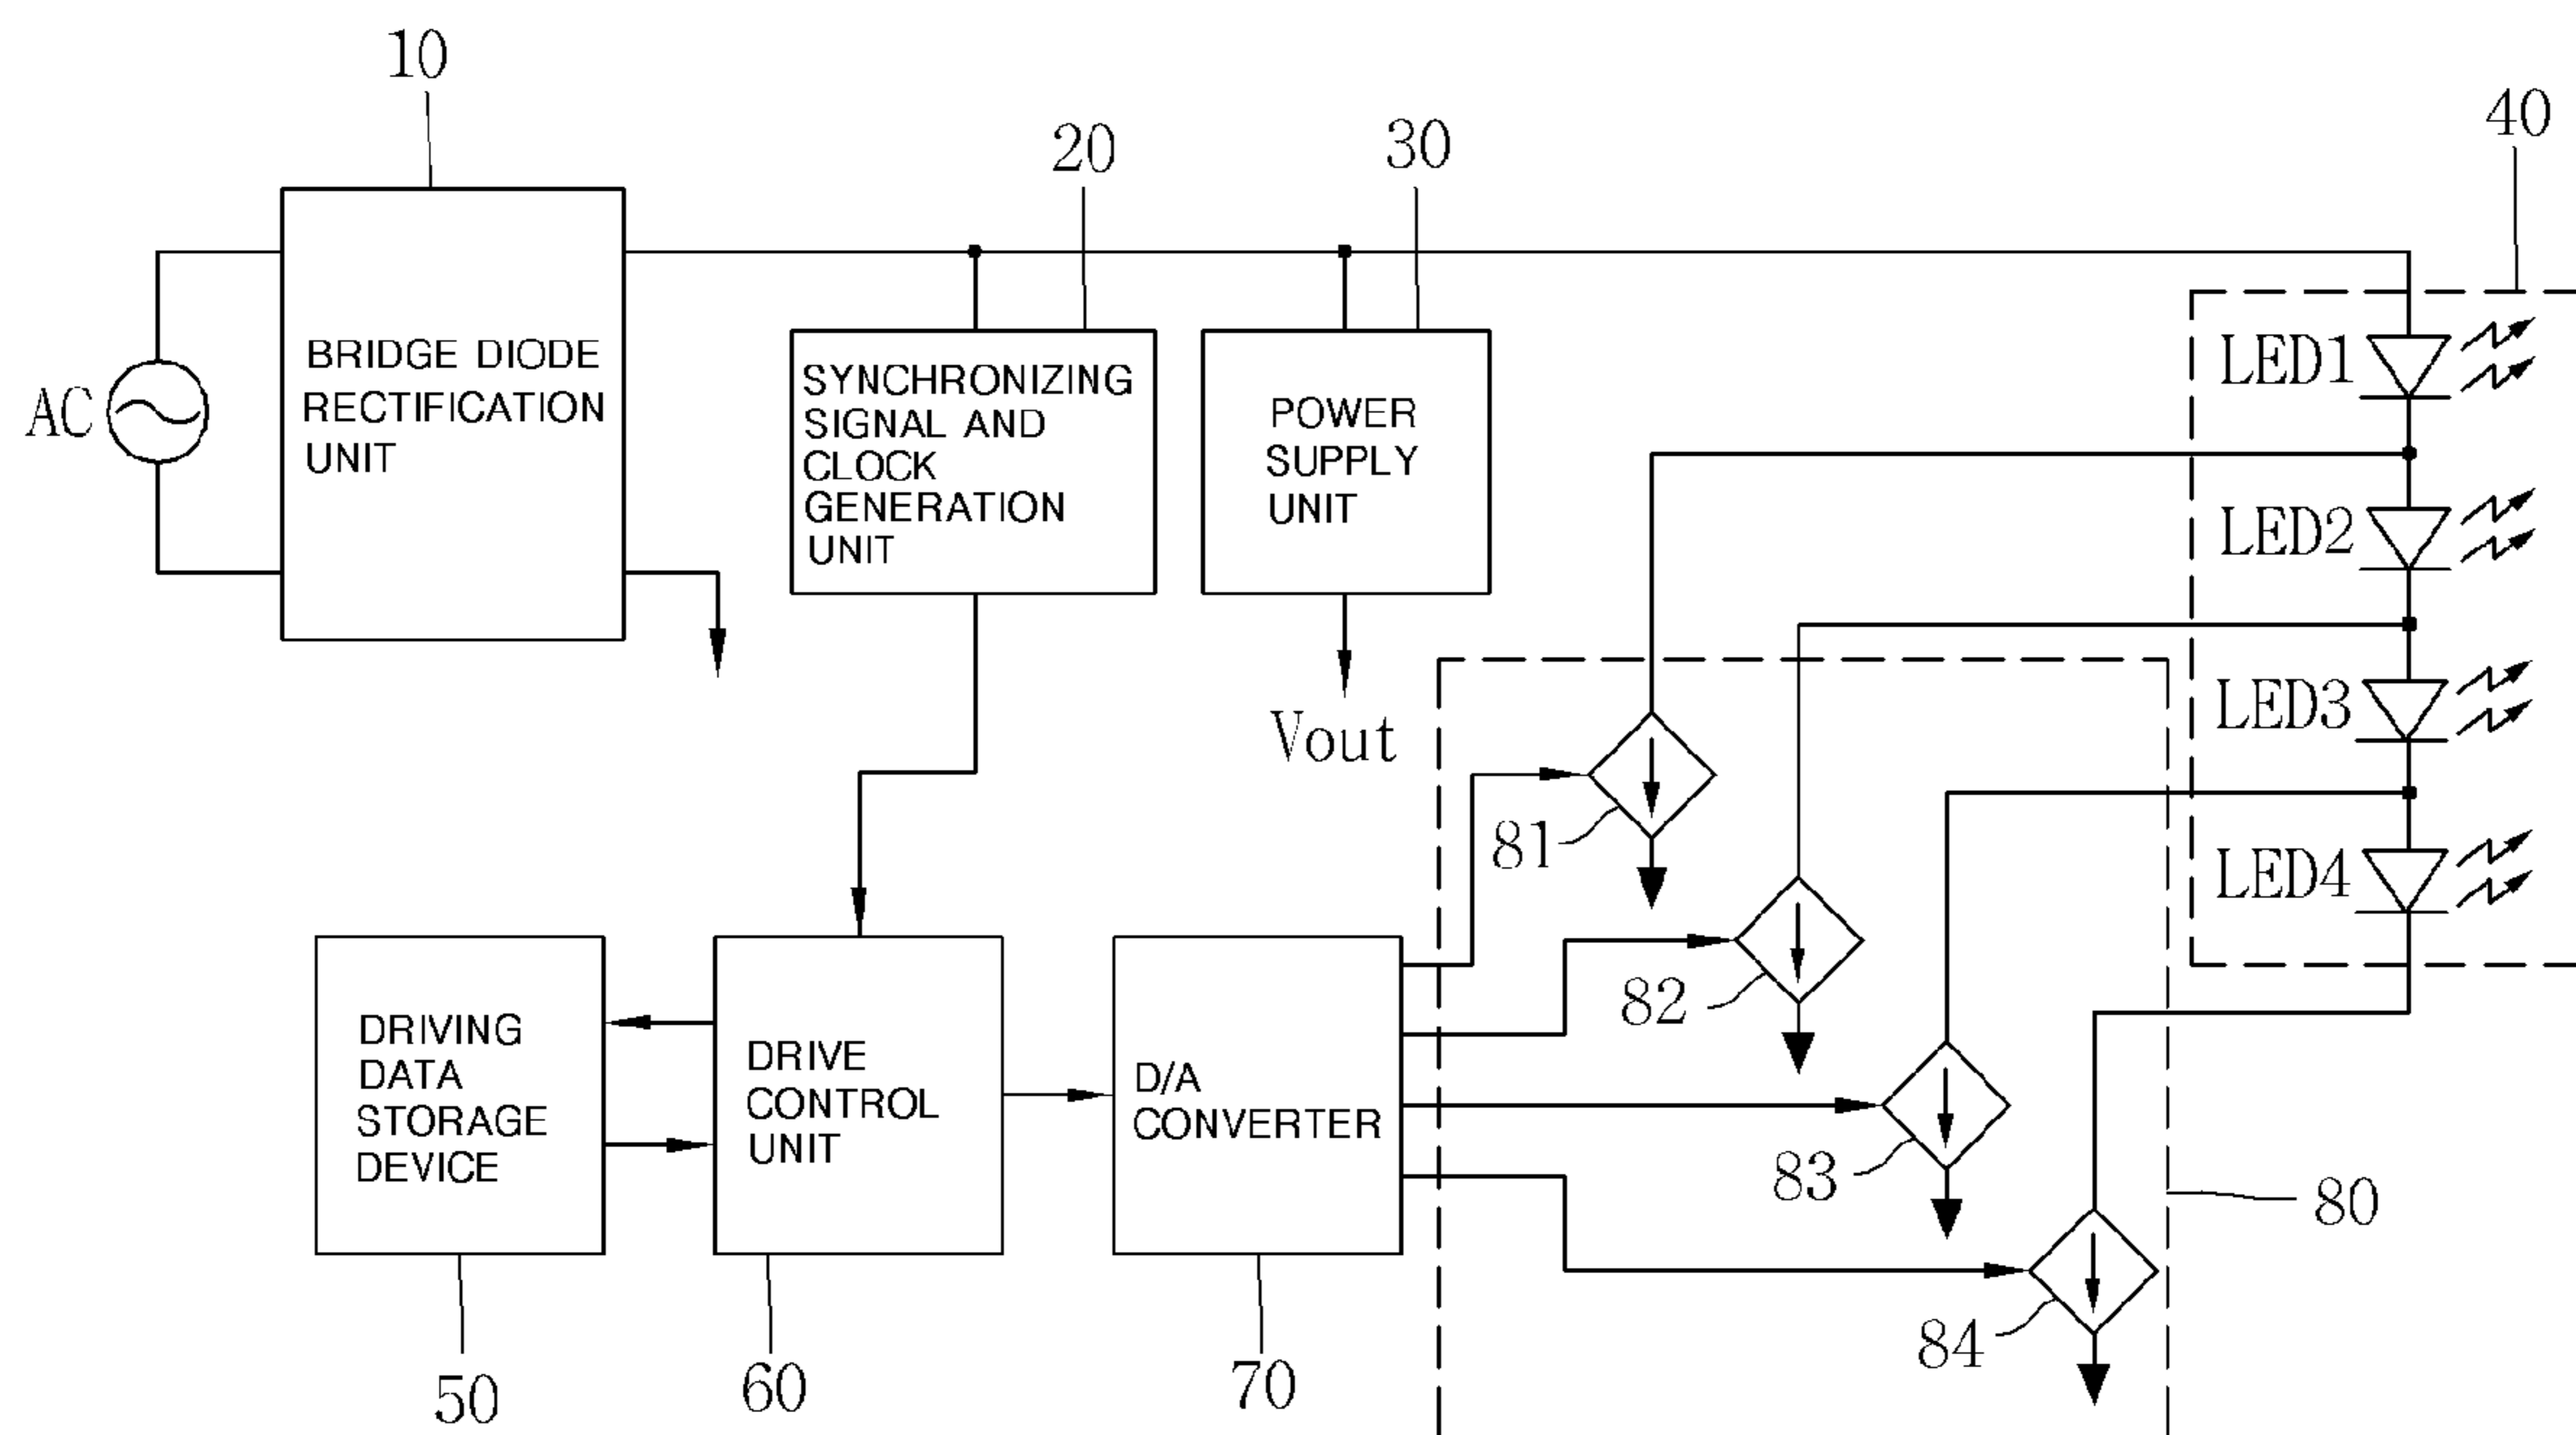 10
20
30
40
AC
BRIDGE DIODE
RECTIFICATION
UNIT
SYNCHRONIZING
SIGNAL AND
CLOCK
GENERATION
UNIT
POWER
SUPPLY
UNIT
LED1
LED2
LED3
LED4
Vout
81
82
83
84
80
DRIVING
DATA
STORAGE
DEVICE
DRIVE
CONTROL
UNIT
D/A
CONVERTER
50
60
70